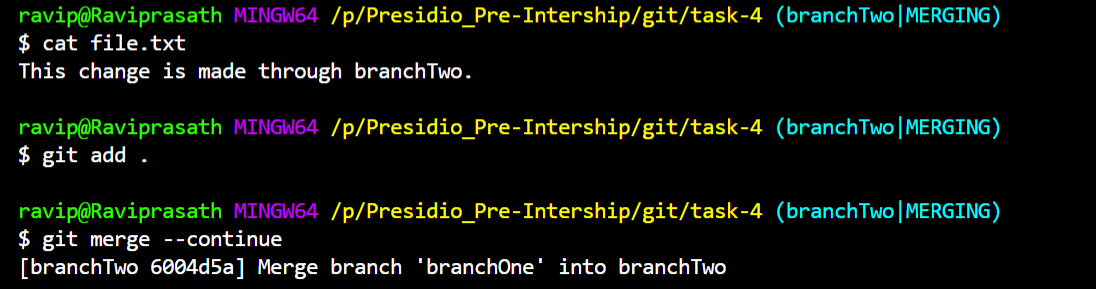 ravip@Raviprasath MINGW64 /p/Presidio_Pre-Intership/git/task-4 (branchTwo|MERGING)
$ cat file.txt
This change is made through branchTwo.
ravip@Raviprasath MINGW64 /p/Presidio_Pre-Intership/git/task-4 (branchTwo|MERGING)
$ git add .
ravip@Raviprasath MINGW64 /p/Presidio_Pre-Intership/git/task-4 (branchTwo|MERGING)
$ git merge --continue
[branchTwo 6004d5a] Merge branch 'branchOne' into branchTwo